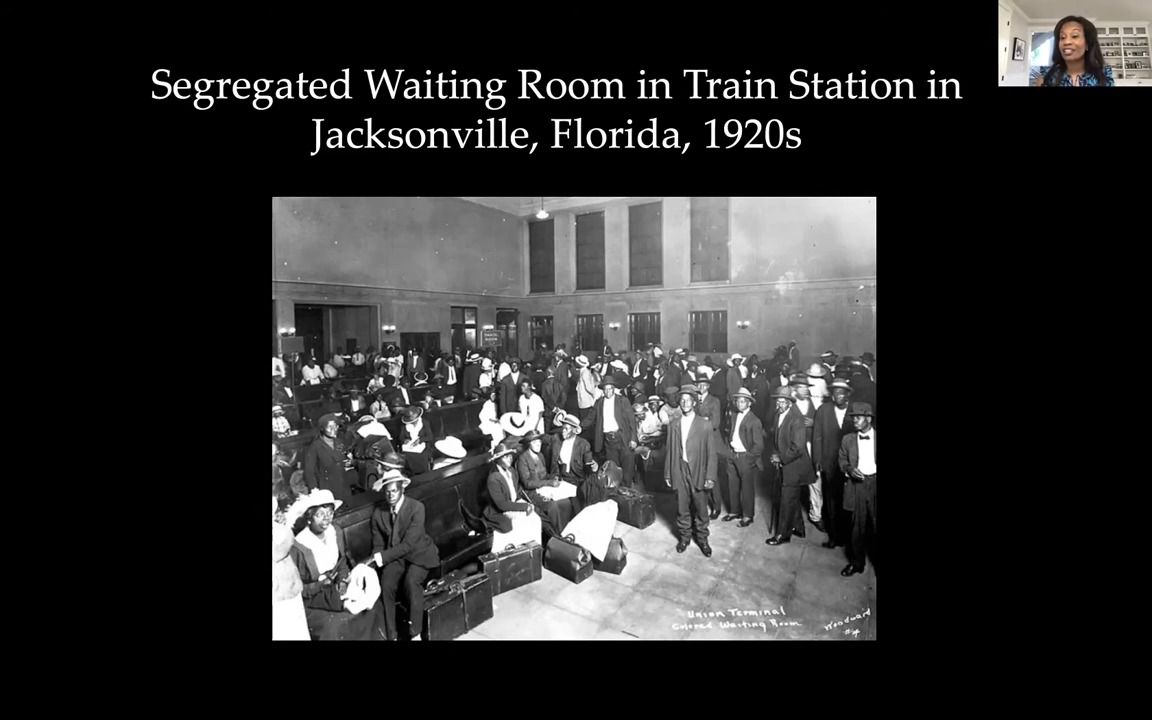 Segregated Waiting Room in Train Station in
Jacksonville, Florida, 1920s
Union Terminal
Colored Waiting Room
Woodward